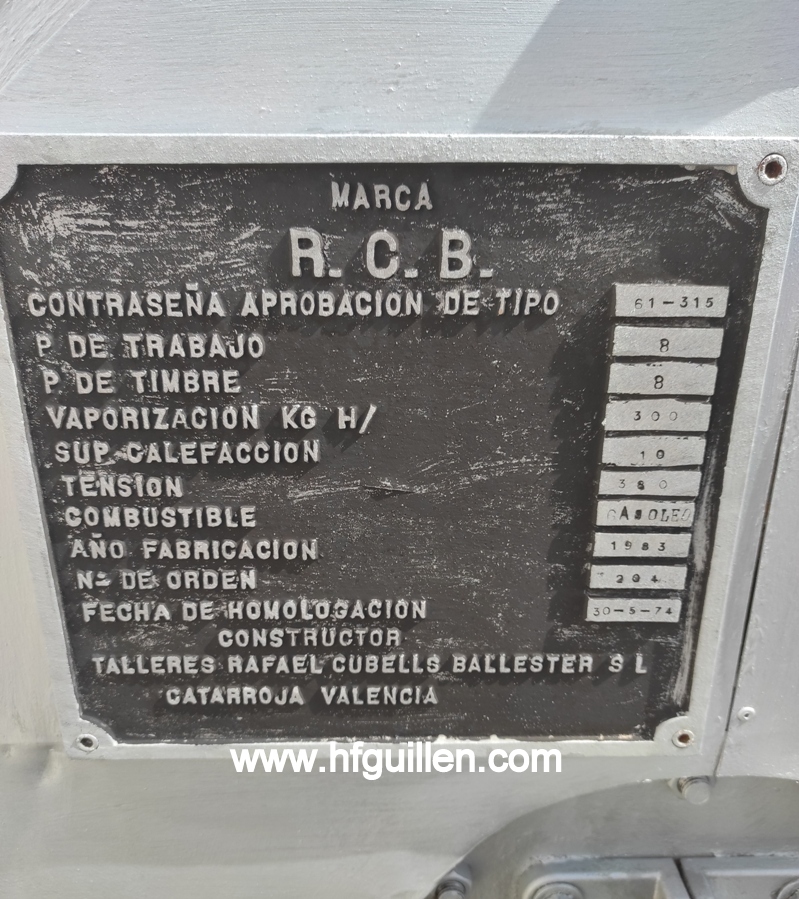 MARCA
R. C. B.
CONTRASEÑA APROBACION DE TIPO 61-315
P DE TRABAJO 8
P DE TIMBRE 8
VAPORIZACION KG H/ 300
SUP CALEFACCION 10
TENSION 380
COMBUSTIBLE GASOLEO
AÑO FABRICACION 1983
Nº DE ORDEN 204
FECHA DE HOMOLOGACION 30-5-74
CONSTRUCTOR
TALLERES RAFAEL CUBELLS BALLESTER S L
CATARROJA VALENCIA
www.hfguillen.com